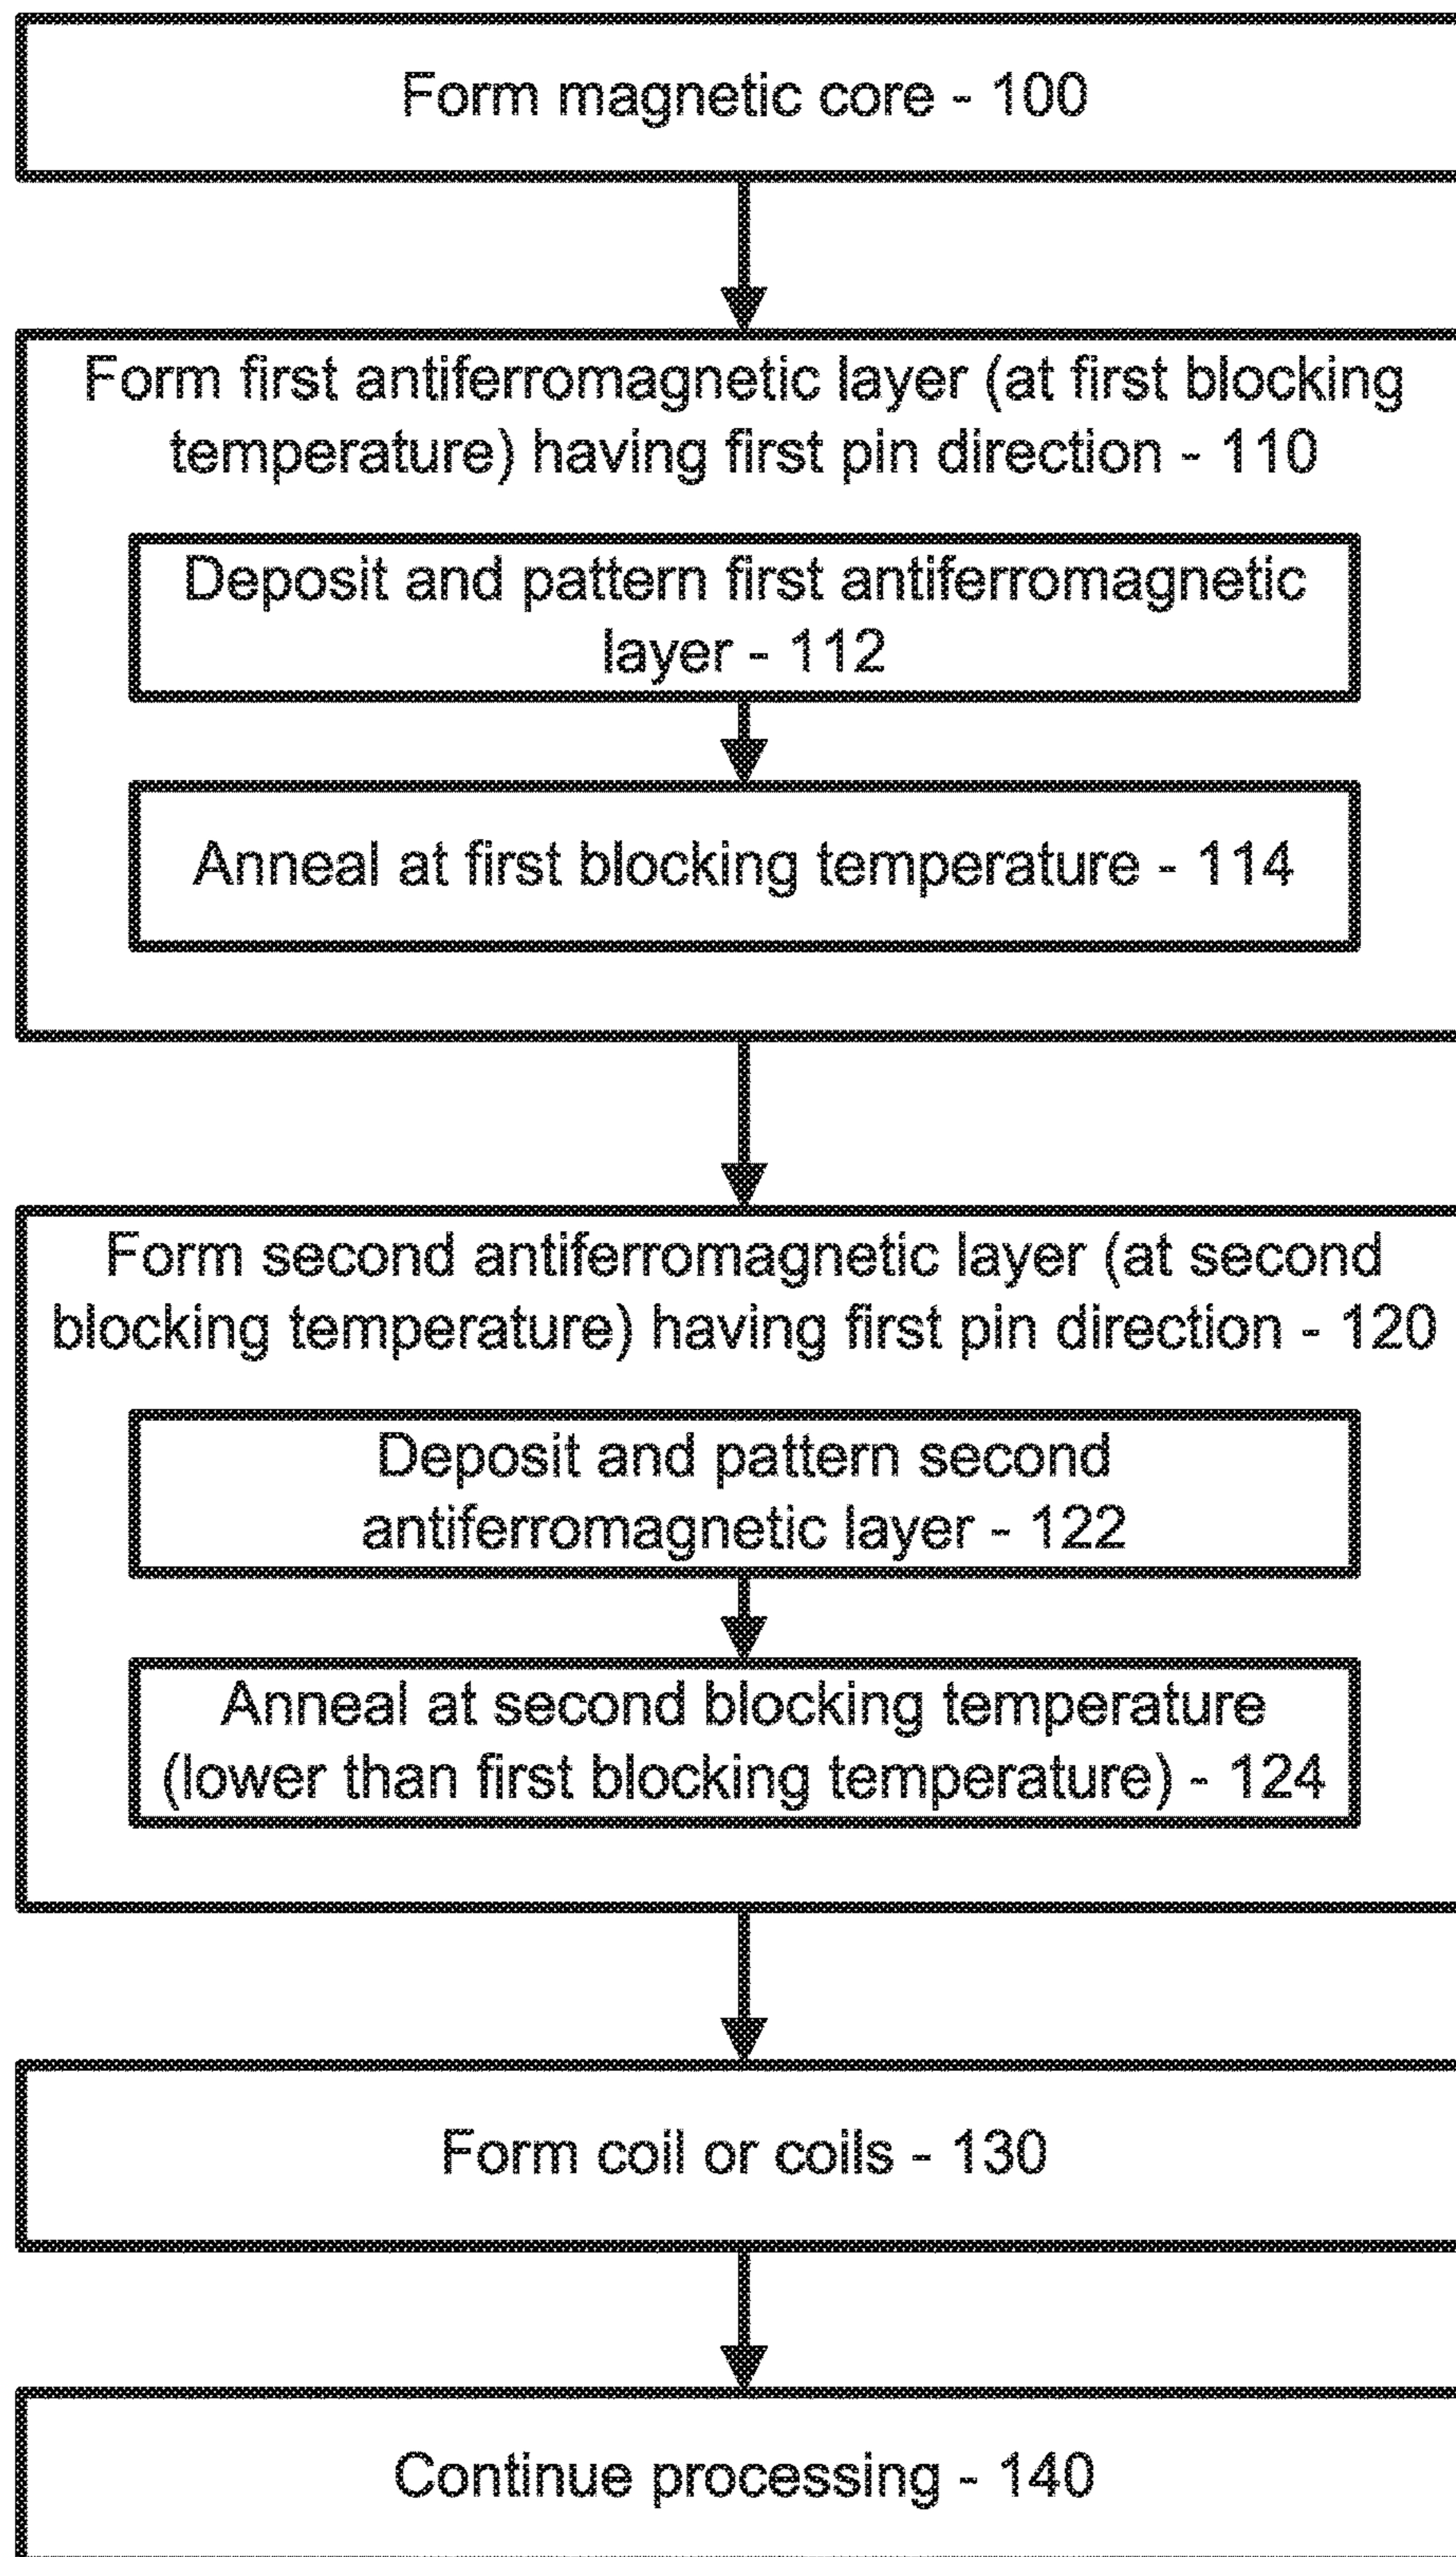 Form magnetic core - 100
Form first antiferromagnetic layer (at first blocking
temperature) having first pin direction - 110
Deposit and pattern first antiferromagnetic
layer - 112
Anneal at first blocking temperature - 114
Form second antiferromagnetic layer (at second
blocking temperature) having first pin direction - 120
Deposit and pattern second
antiferromagnetic layer - 122
Anneal at second blocking temperature
(lower than first blocking temperature) - 124
Form coil or coils - 130
Continue processing - 140